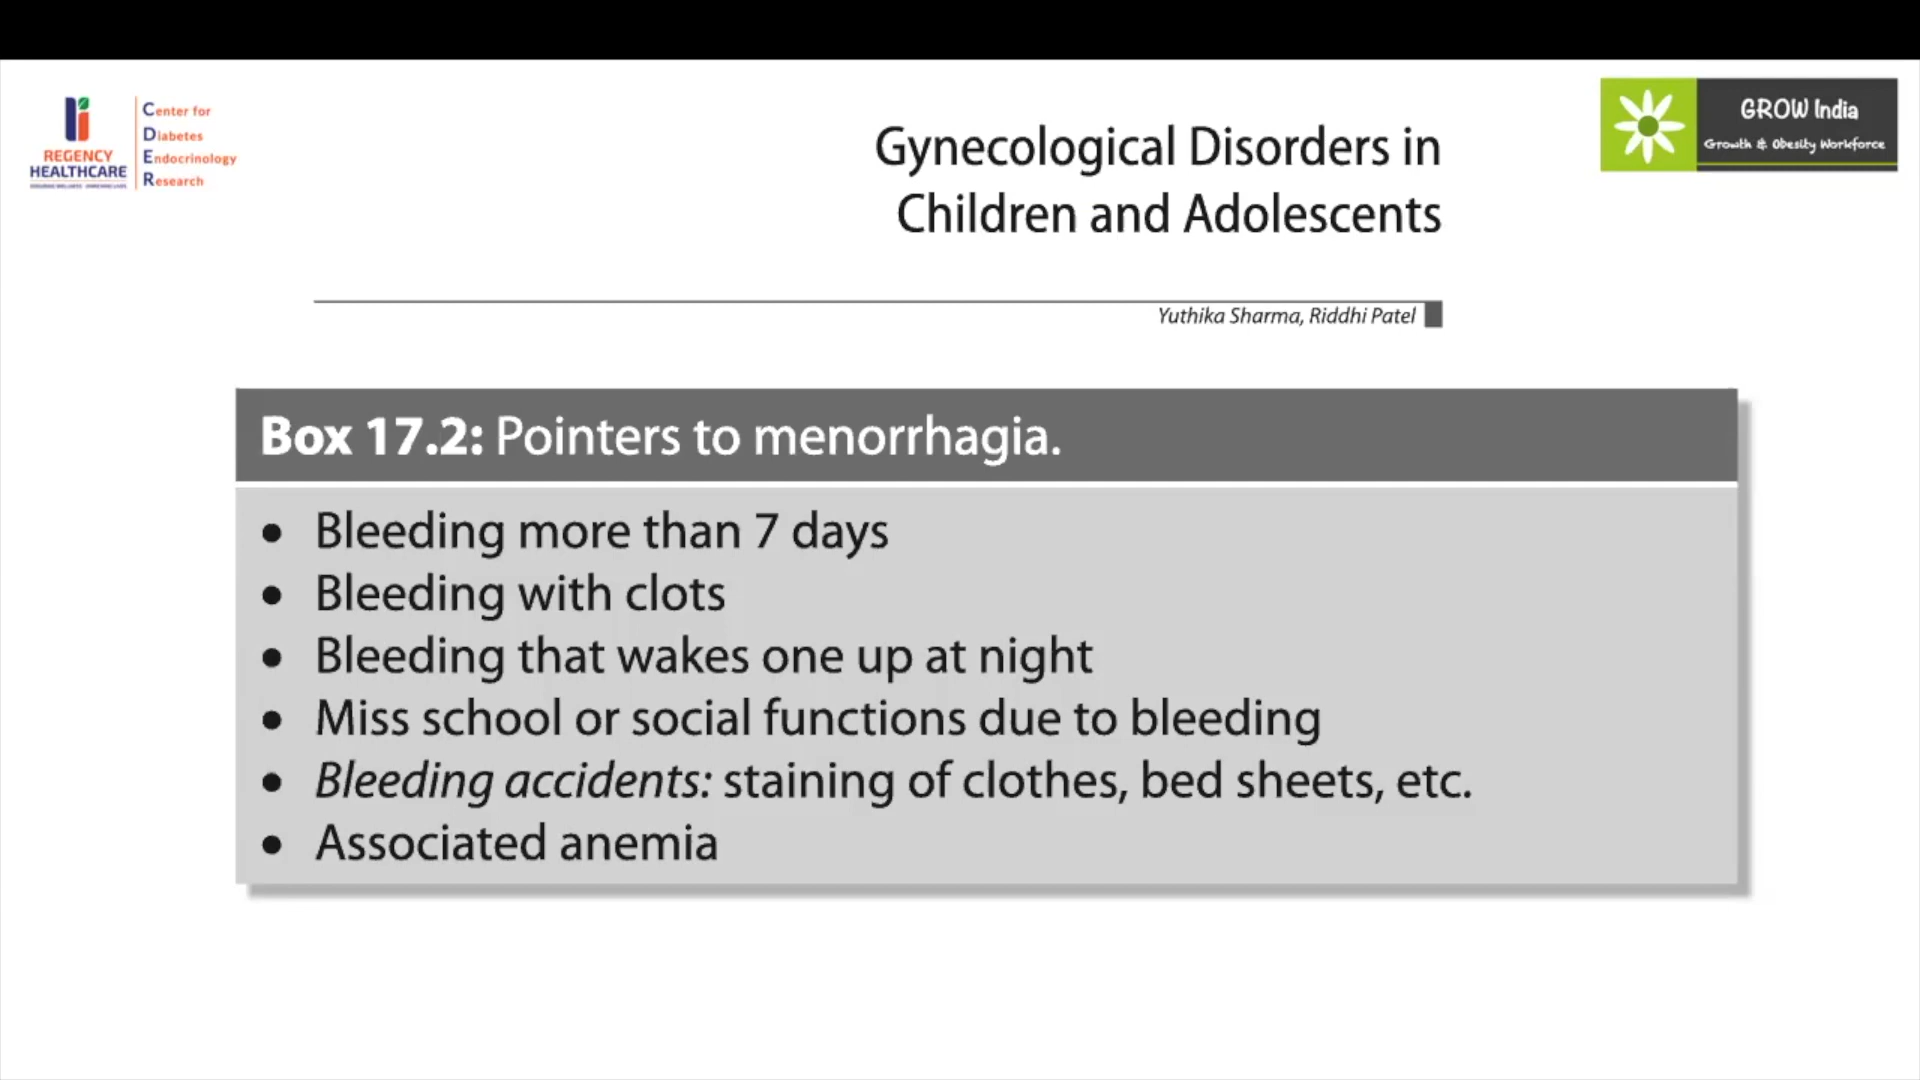 REGENCY
HEALTHCARE
Center for
Diabetes
Endocrinology
Research
Gynecological Disorders in
Children and Adolescents
GROW India
Growth & Obesity Workforce
Yuthika Sharma, Riddhi Patel
Box 17.2: Pointers to menorrhagia.
• Bleeding more than 7 days
• Bleeding with clots
• Bleeding that wakes one up at night
• Miss school or social functions due to bleeding
• Bleeding accidents: staining of clothes, bed sheets, etc.
• Associated anemia